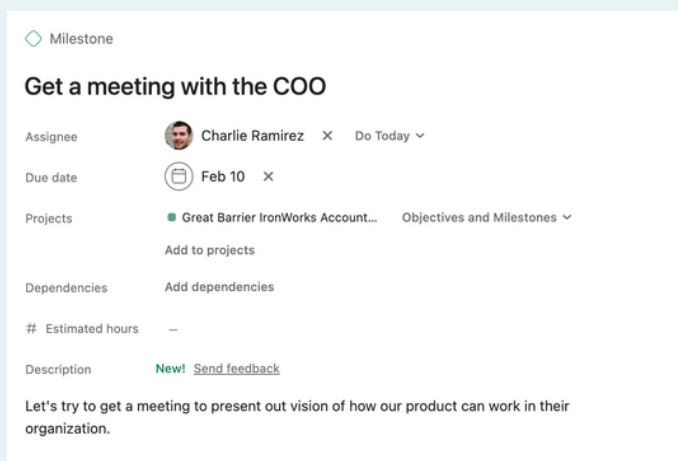 Milestone
Get a meeting with the COO
Assignee Charlie Ramirez × Do Today
Due date Feb 10 ×
Projects Great Barrier IronWorks Account... Objectives and Milestones
Add to projects
Dependencies Add dependencies
# Estimated hours –
Description New! Send feedback
Let's try to get a meeting to present out vision of how our product can work in their
organization.